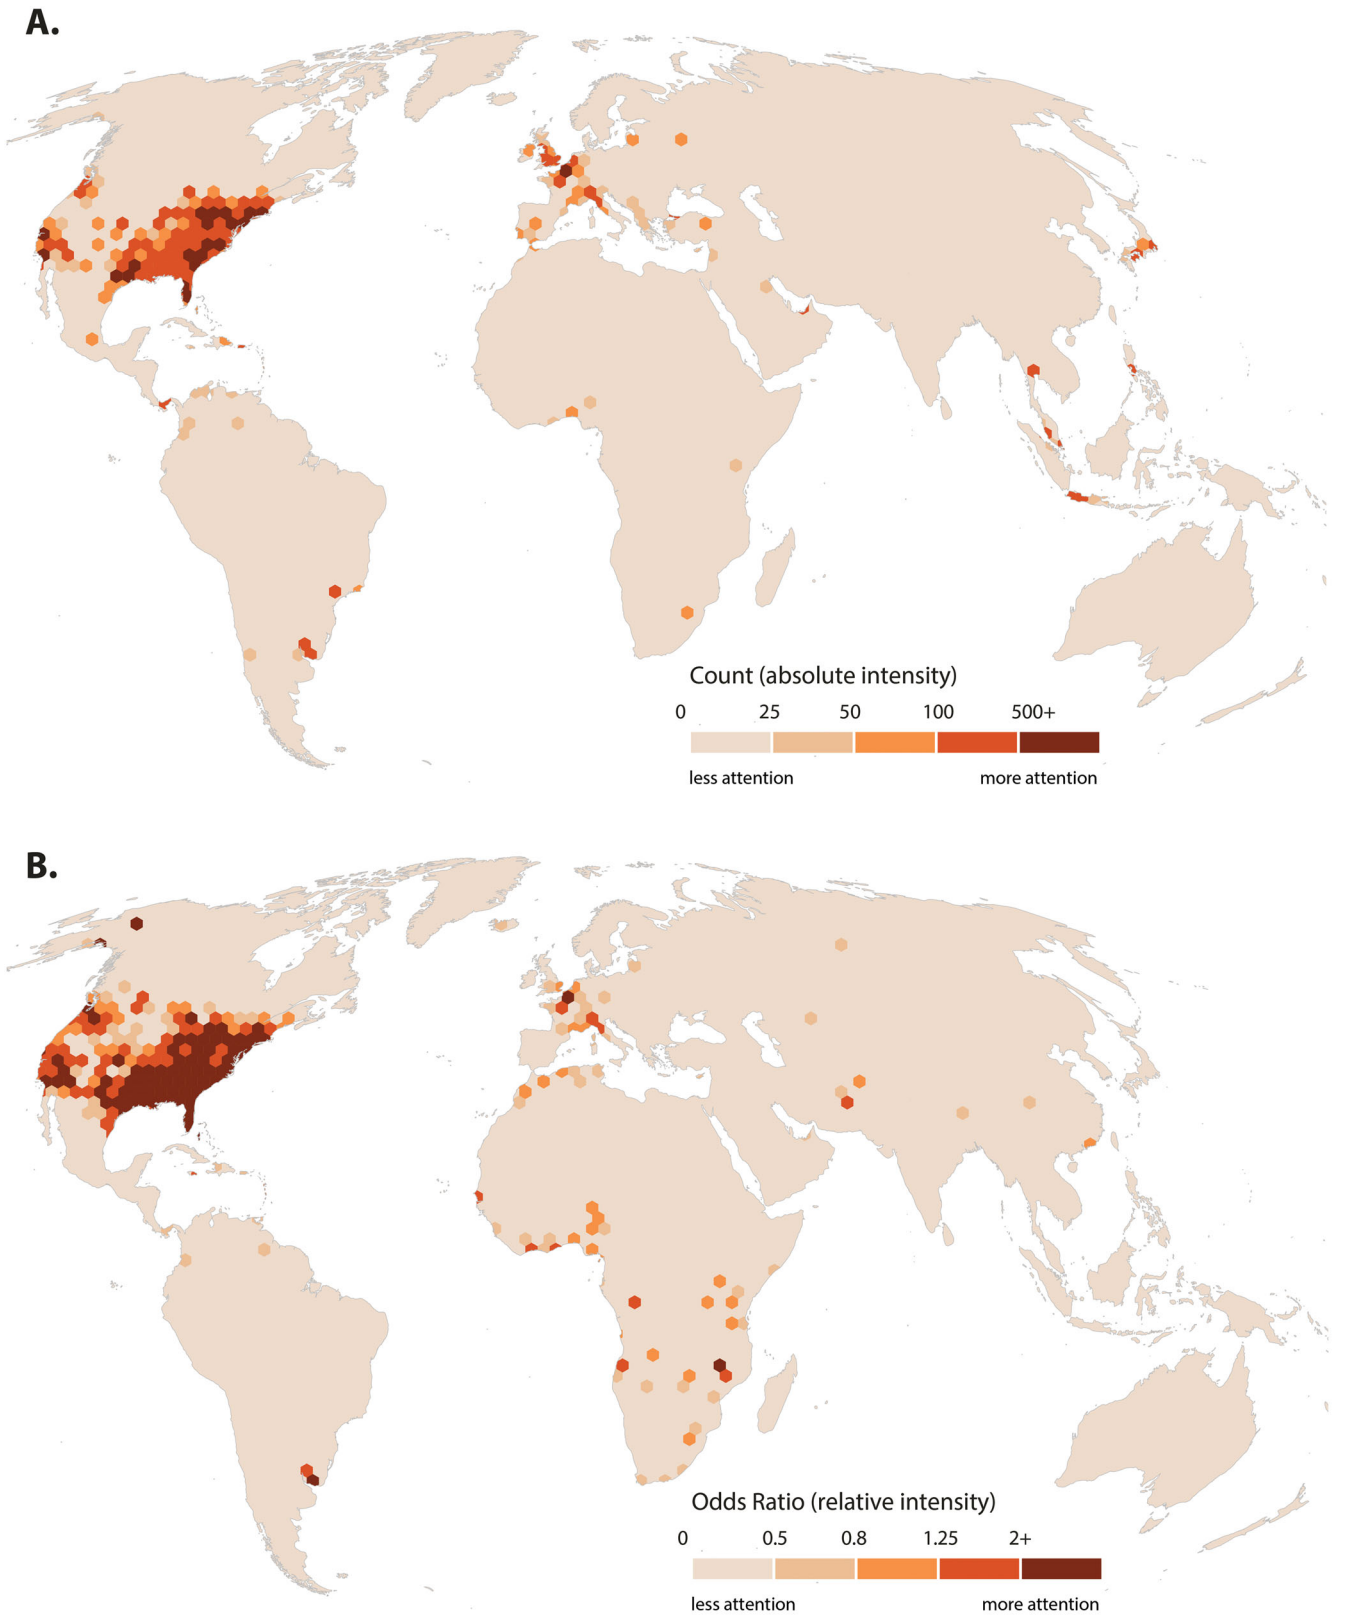 A.
Count (absolute intensity)
0 25 50 100 500+
less attention more attention
B.
Odds Ratio (relative intensity)
0 0.5 0.8 1.25 2+
less attention more attention